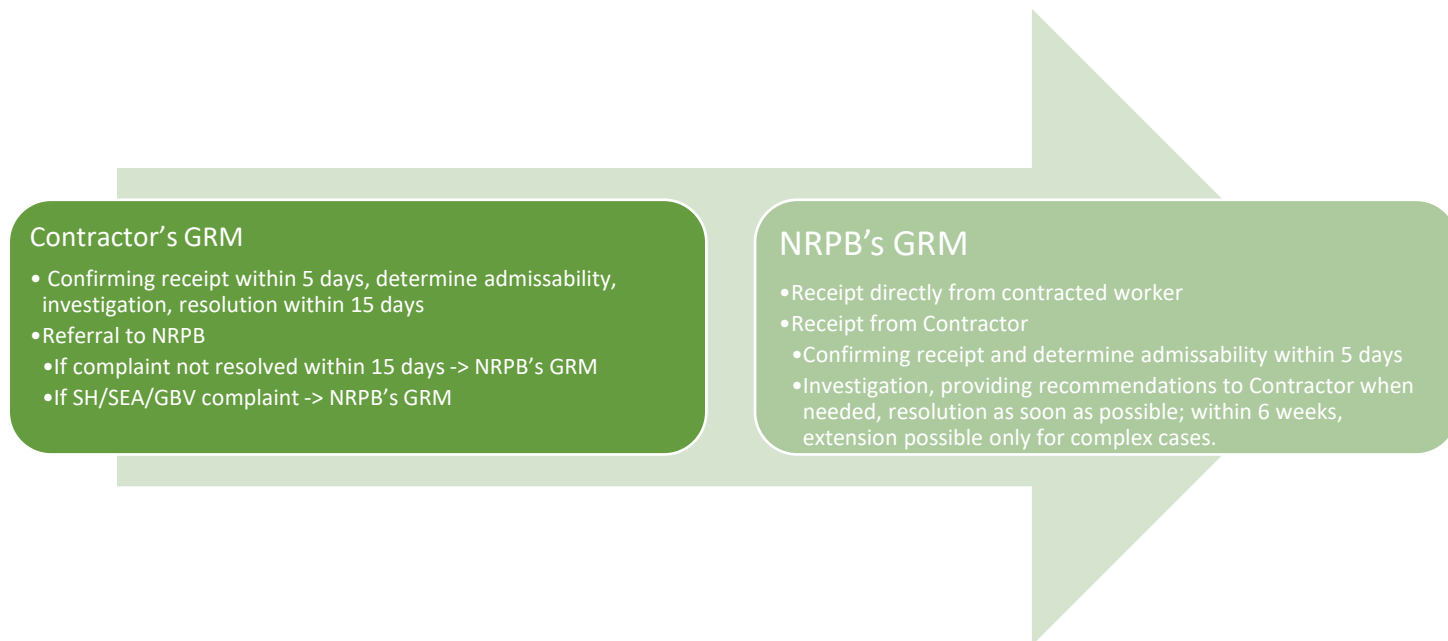 Contractor's GRM
• Confirming receipt within 5 days, determine admissability,
investigation, resolution within 15 days
•Referral to NRPB
•If complaint not resolved within 15 days -> NRPB's GRM
•If SH/SEA/GBV complaint -> NRPB's GRM
NRPB's GRM
•Receipt directly from contracted worker
•Receipt from Contractor
•Confirming receipt and determine admissability within 5 days
•Investigation, providing recommendations to Contractor when
needed, resolution as soon as possible; within 6 weeks,
extension possible only for complex cases.